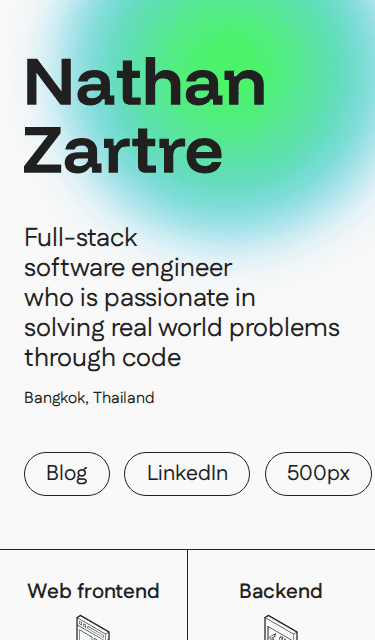 Nathan
Zartre
Full-stack
software engineer
who is passionate in
solving real world problems
through code
Bangkok, Thailand
Blog
LinkedIn
500px
Web frontend
Backend